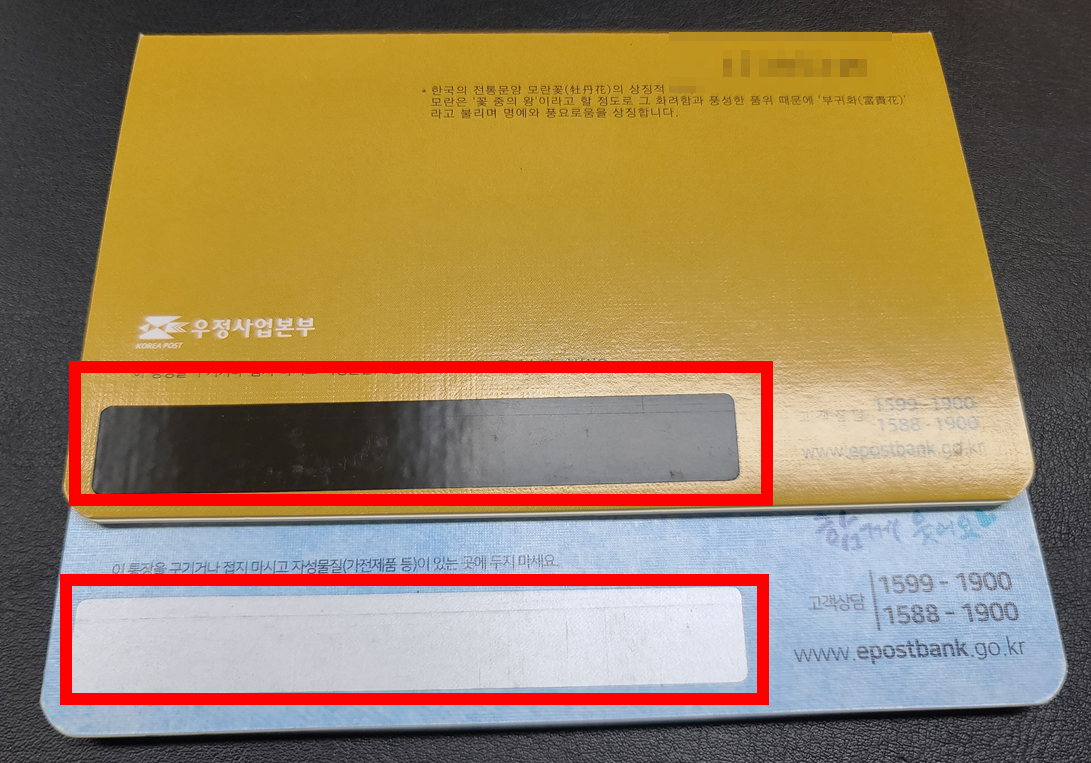 * 한국의 전통문양 모란꽃(牡丹花)의 상징적
모란은 '꽃 중의 왕'이라고 할 정도로 그 화려함과 풍성한 품위 때문에 '부귀화(富貴花)'
라고 불리며 명예와 풍요로움을 상징합니다.
우정사업본부
KOREA POST
고객상담
1599-1900
1588-1900
www.epostbank.go.kr
함께 웃어요
이 통장을 구기거나 접지 마시고 자성물질(가전제품 등)이 있는 곳에 두지 마세요.
고객상담
1599-1900
1588-1900
www.epostbank.go.kr